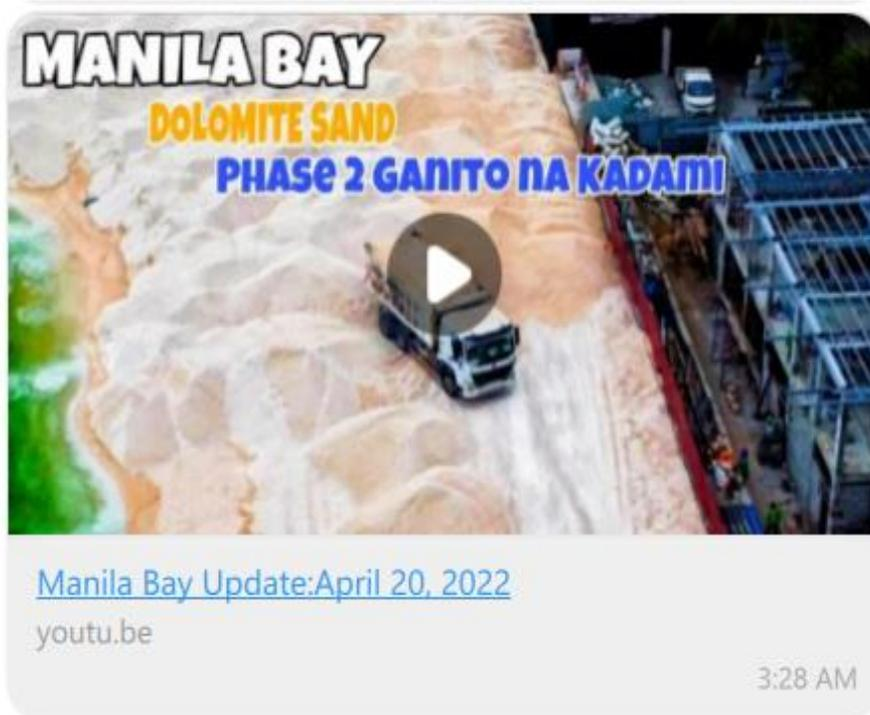 MANILA BAY
DOLOMITE SAND
PHASE 2 GANITO NA KADAMI
Manila Bay Update:April 20, 2022
youtu.be
3:28 AM